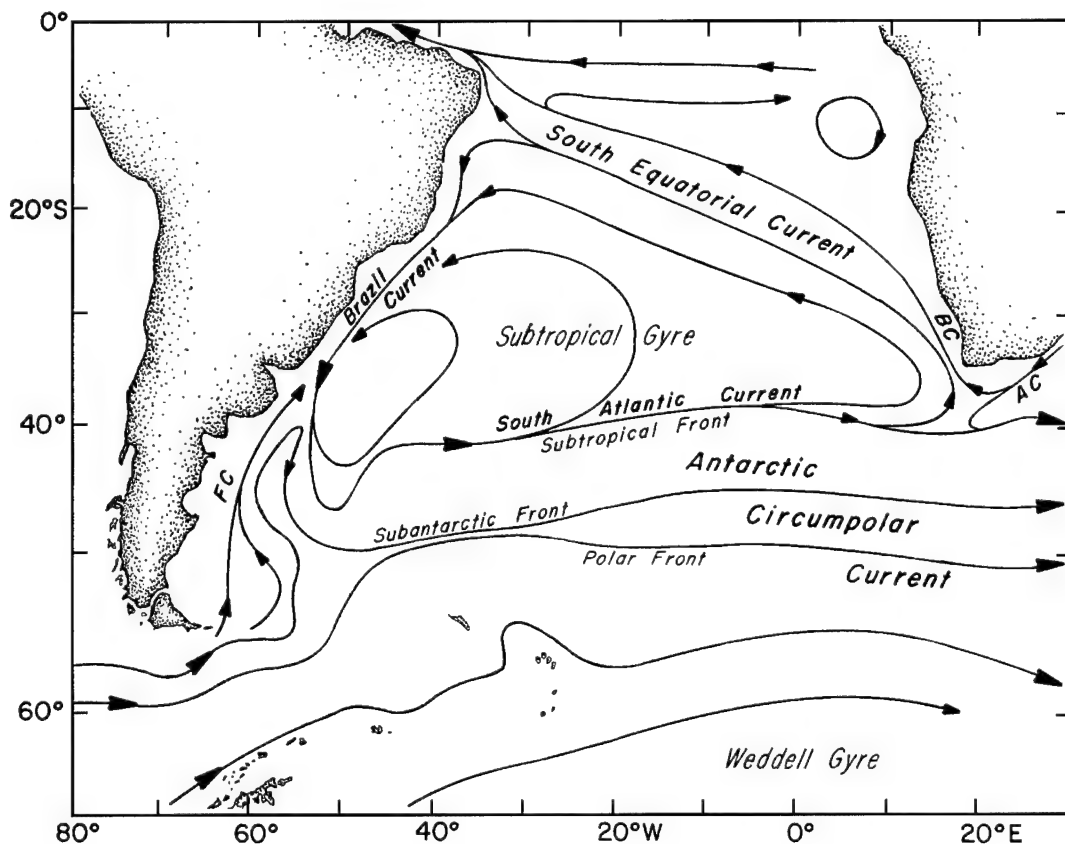 0°
20°S
40°
60°
South Equatorial Current
Brazil
Current
BC
Subtropical Gyre
AC
South Atlantic Current
Subtropical Front
FC
Antarctic
Subantarctic Front
Circumpolar
Polar Front
Current
Weddell Gyre
80°
60°
40°
20°W
0°
20°E